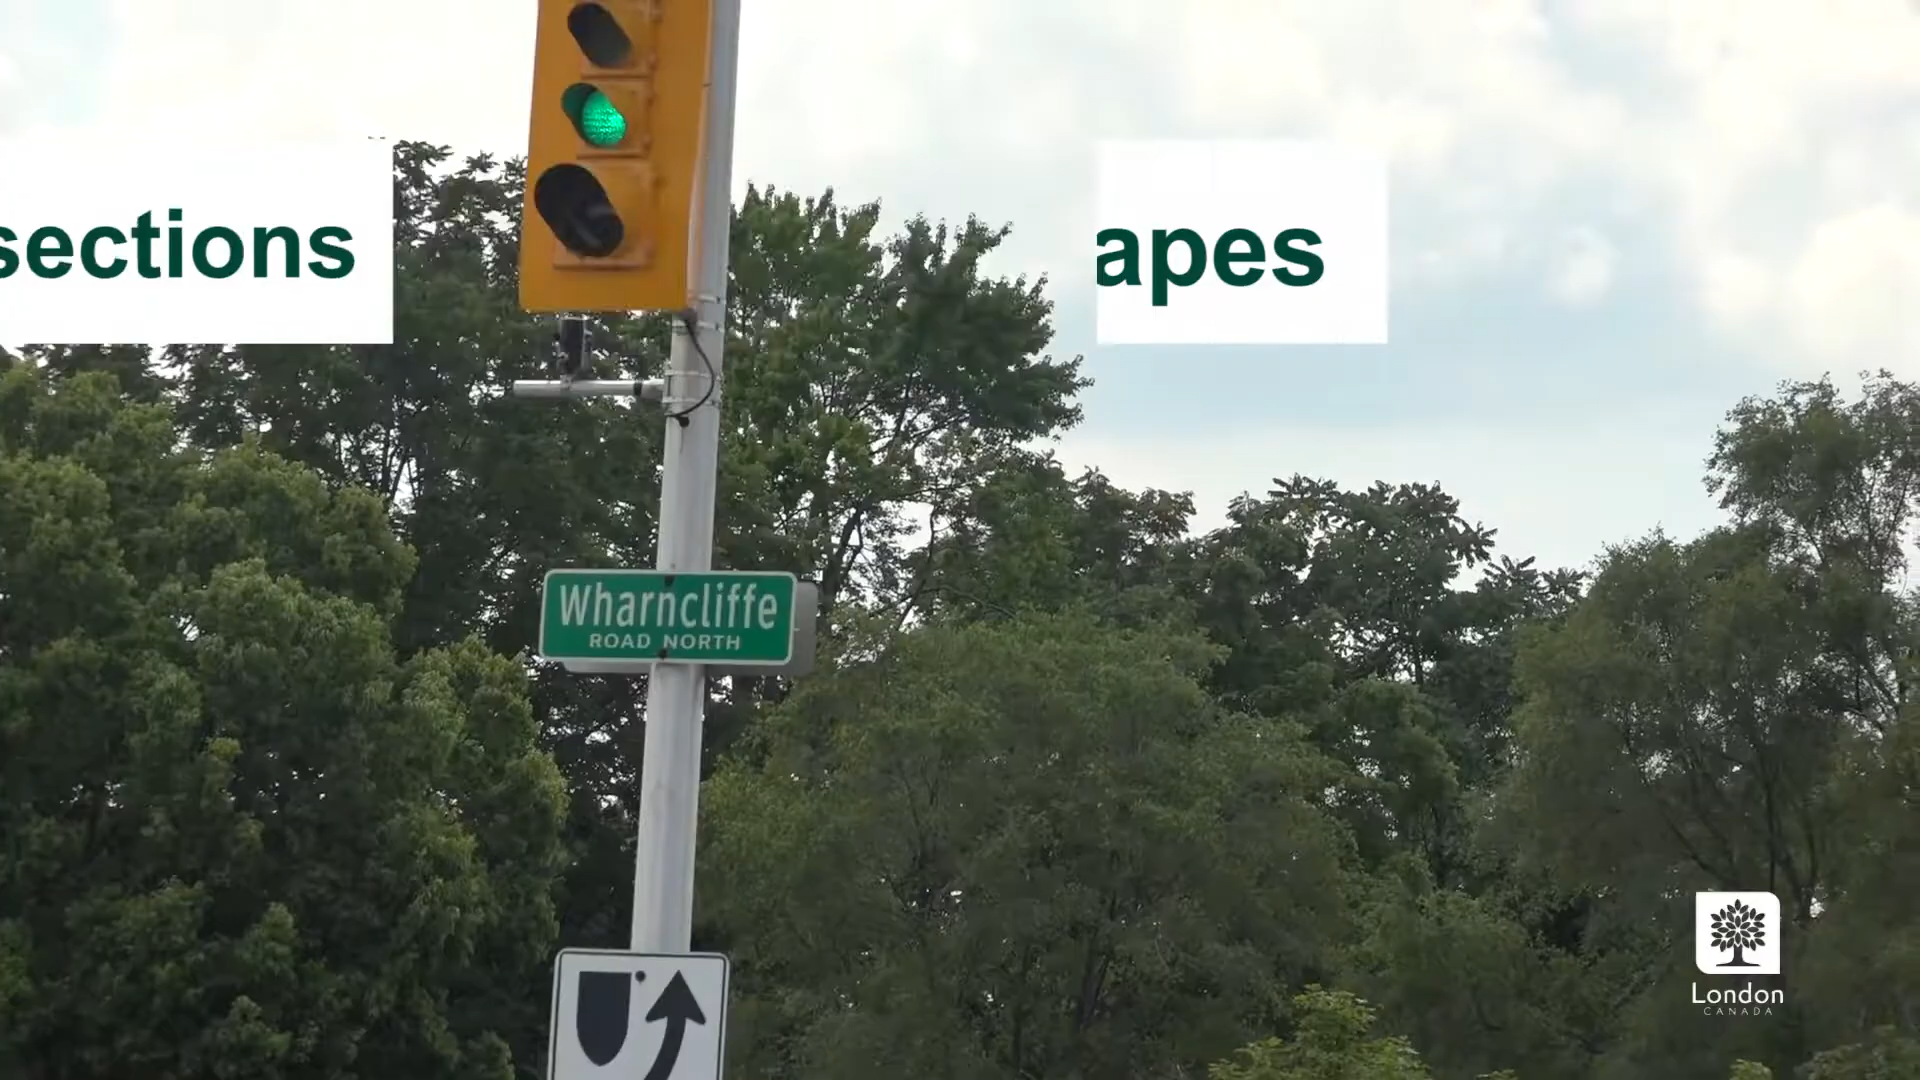 sections
apes
Wharncliffe
ROAD NORTH
London
CANADA